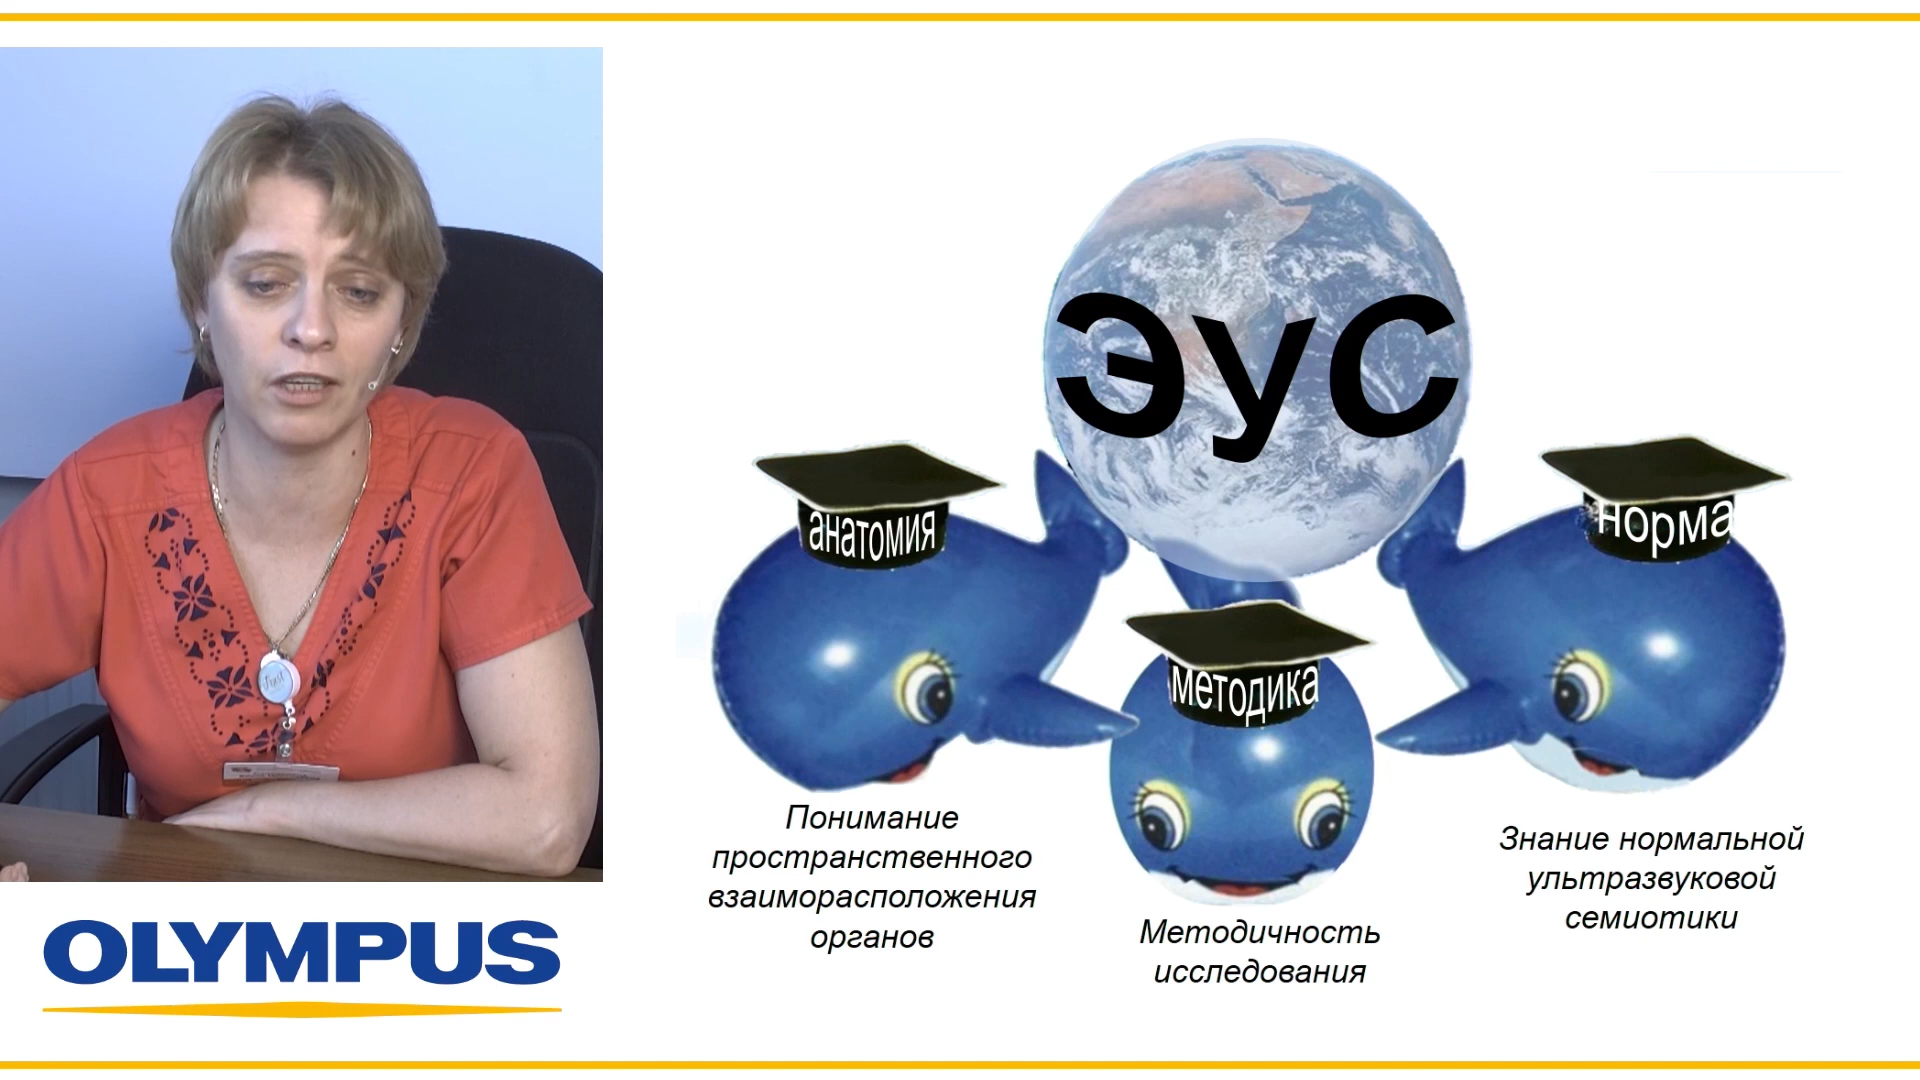 ЭУС
анатомия
норма
методика
Понимание
пространственного
взаиморасположения
органов
Методичность
исследования
Знание нормальной
ультразвуковой
семиотики
OLYMPUS